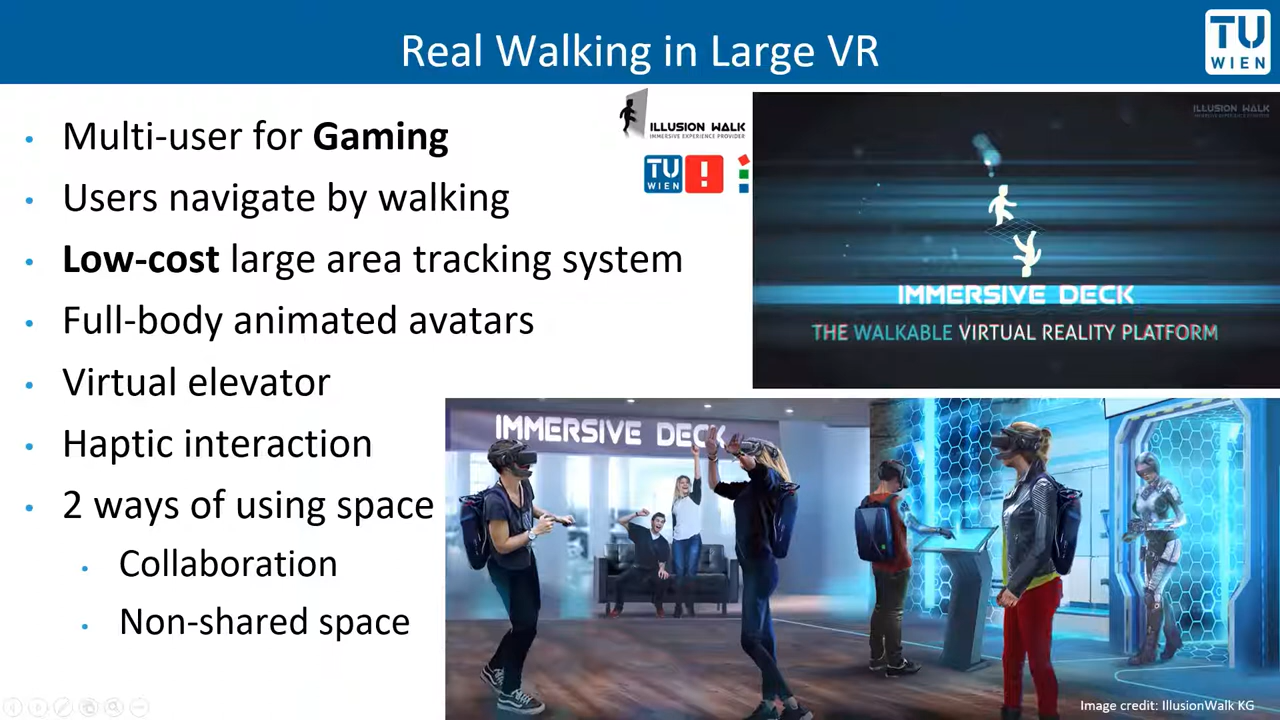 Real Walking in Large VR
TU
WIEN
• Multi-user for Gaming
• Users navigate by walking
• Low-cost large area tracking system
• Full-body animated avatars
• Virtual elevator
• Haptic interaction
• 2 ways of using space
• Collaboration
• Non-shared space
ILLUSION WALK
IMMERSIVE EXPERIENCE PROVIDER
TU
WIEN
!
ILLUSION WALK
IMMERSIVE EXPERIENCE PROVIDER
IMMERSIVE DECK
THE WALKABLE VIRTUAL REALITY PLATFORM
IMMERSIVE DECK
Image credit: IllusionWalk KG